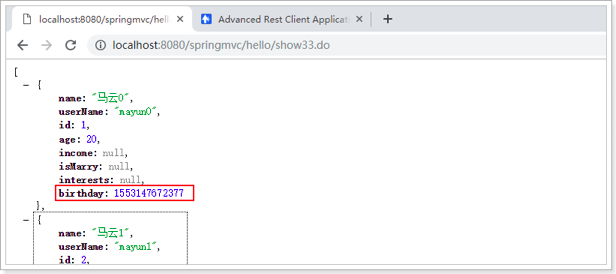 localhost:8080/springmvc/hell
Advanced Rest Client Applicat
localhost:8080/springmvc/hello/show33.do
[
- {
name: "马云0",
userName: "mayun0",
id: 1,
age: 20,
income: null,
isMarry: null,
interests: null,
birthday: 1553147672377
},
- {
name: "马云1",
userName: "mayun1",
id: 2,